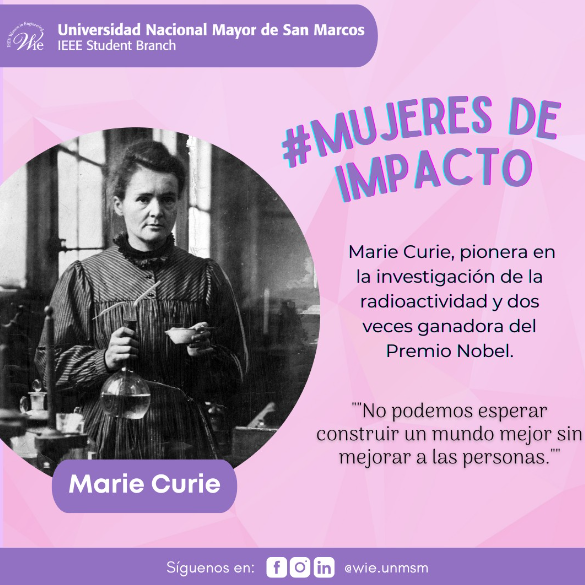 Wie
Universidad Nacional Mayor de San Marcos
IEEE Student Branch
#MUJERES DE
IMPACTO
Marie Curie, pionera en
la investigación de la
radioactividad y dos
veces ganadora del
Premio Nobel.
""No podemos esperar
construir un mundo mejor sin
mejorar a las personas.""
Marie Curie
Síguenos en:
@wie.unmsm